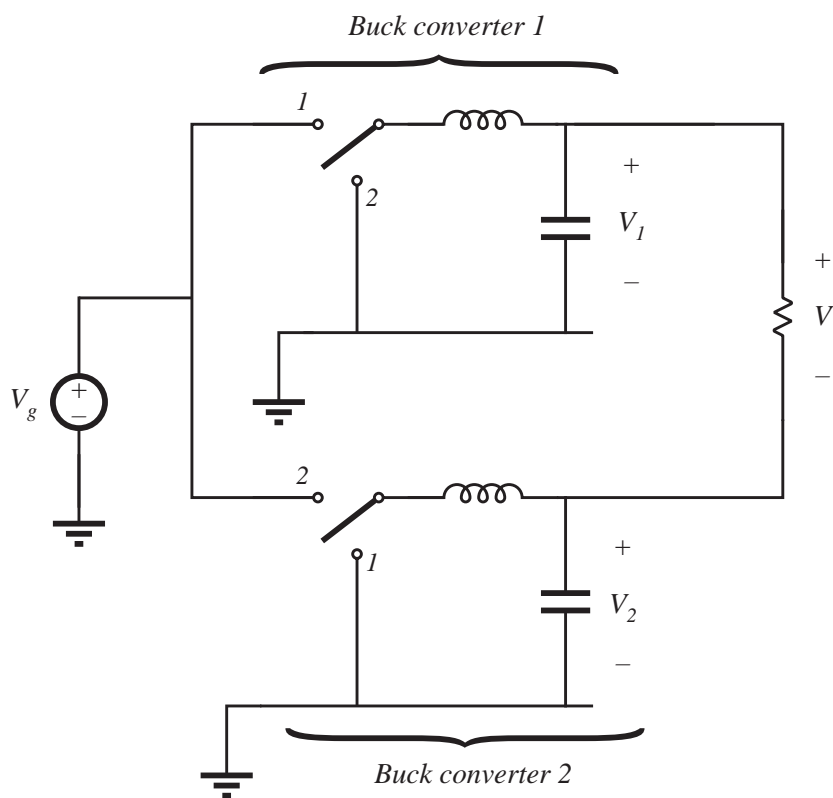 Buck converter 1
1
2
+
V1
–
+
V
–
Vg
+
–
2
1
+
V2
–
Buck converter 2